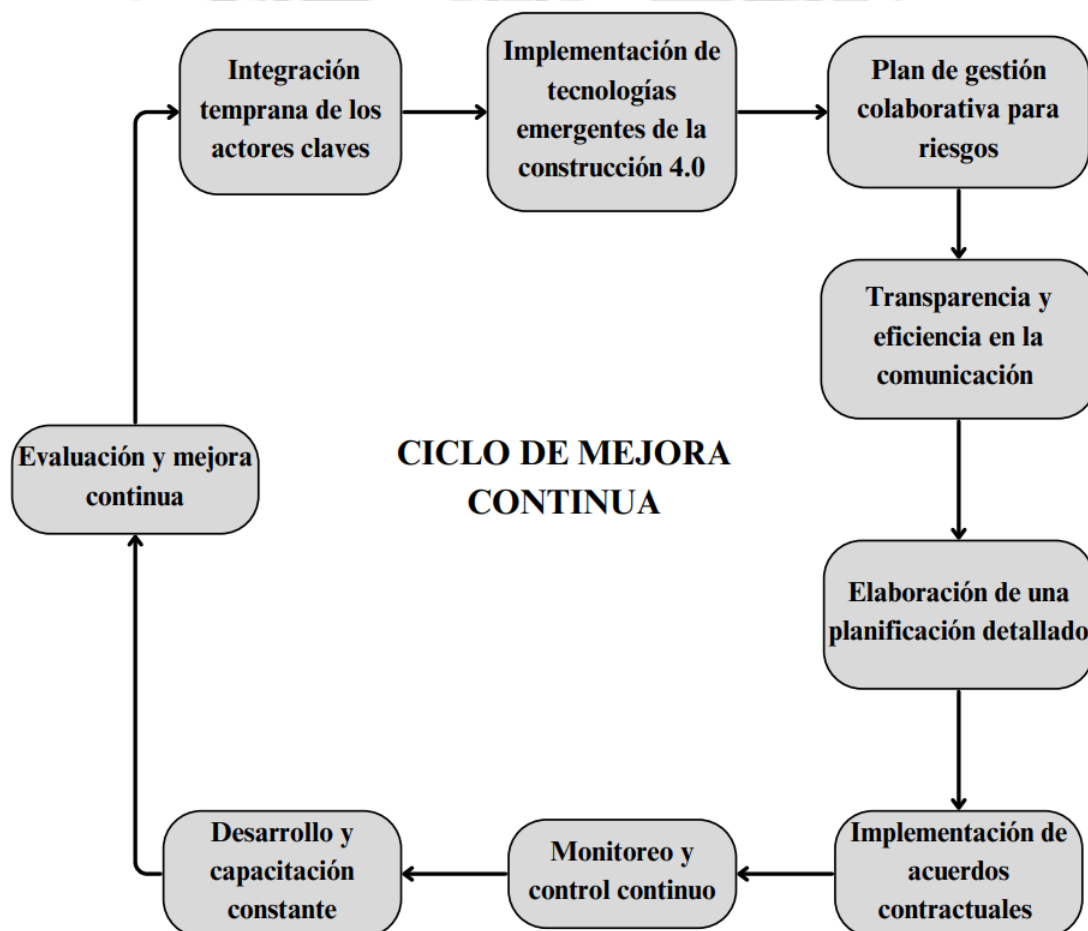 Integración
temprana de los
actores claves
Implementación de
tecnologías
emergentes de la
construcción 4.0
Plan de gestión
colaborativa para
riesgos
Transparencia y
eficiencia en la
comunicación
Elaboración de una
planificación detallado
Implementación de
acuerdos
contractuales
Monitoreo y
control continuo
Desarrollo y
capacitación
constante
Evaluación y mejora
continua
CICLO DE MEJORA
CONTINUA